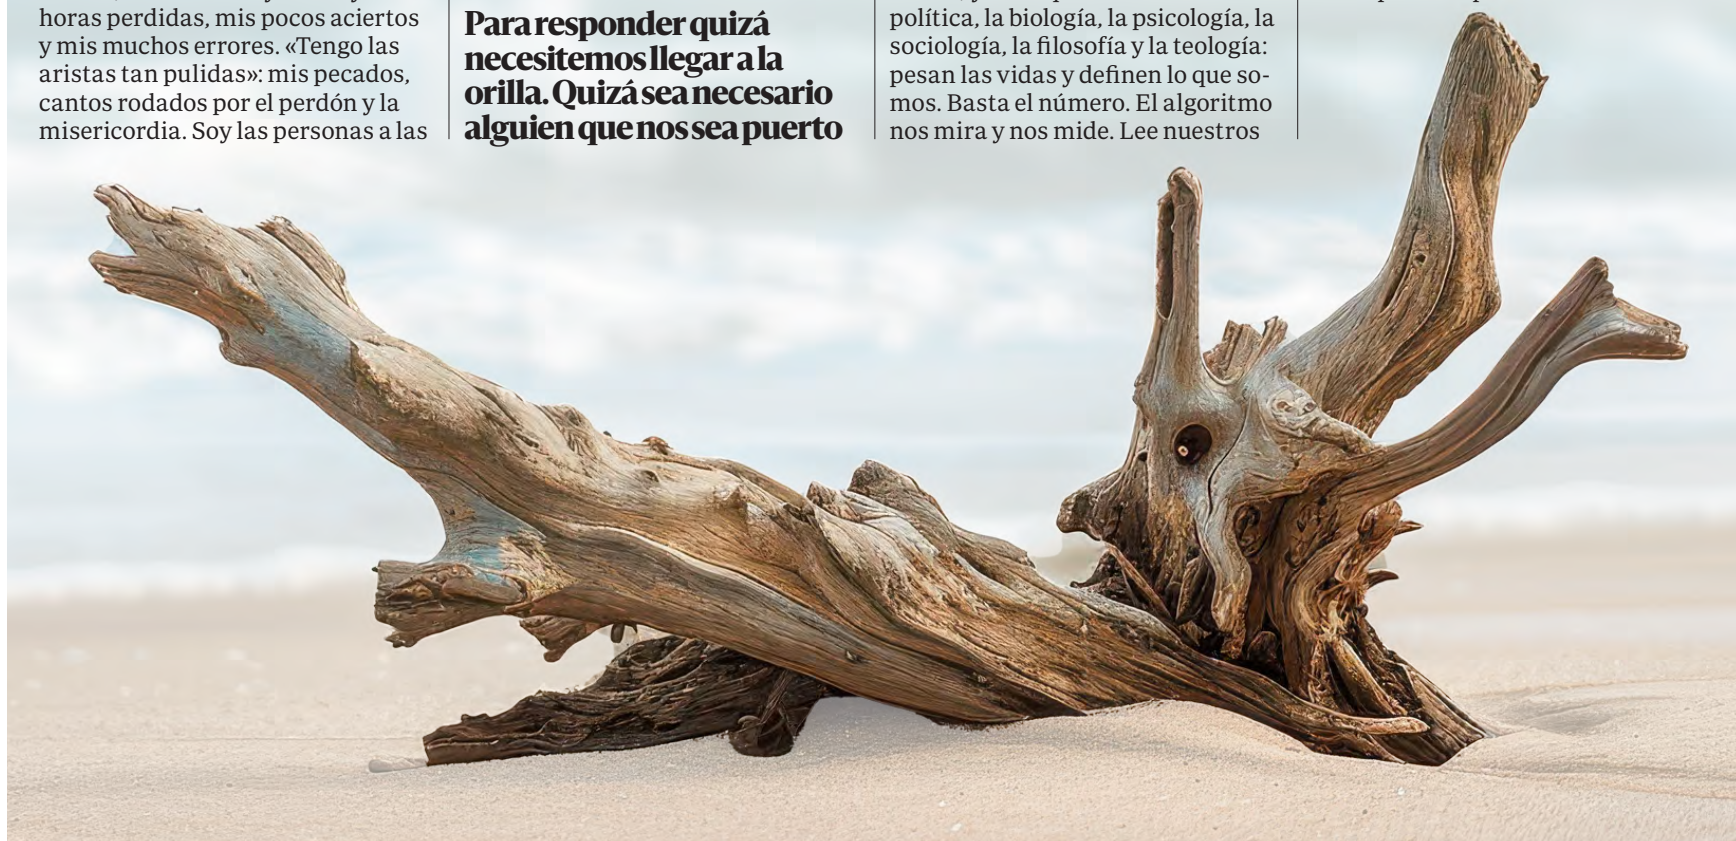 horas perdidas, mis pocos aciertos
y mis muchos errores. «Tengo las
aristas tan pulidas»: mis pecados,
cantos rodados por el perdón y la
misericordia. Soy las personas a las
Para responder quizá
necesitemos llegar a la
orilla. Quizá sea necesario
alguien que nos sea puerto
política, la biología, la psicología, la
sociología, la filosofía y la teología:
pesan las vidas y definen lo que so-
mos. Basta el número. El algoritmo
nos mira y nos mide. Lee nuestros